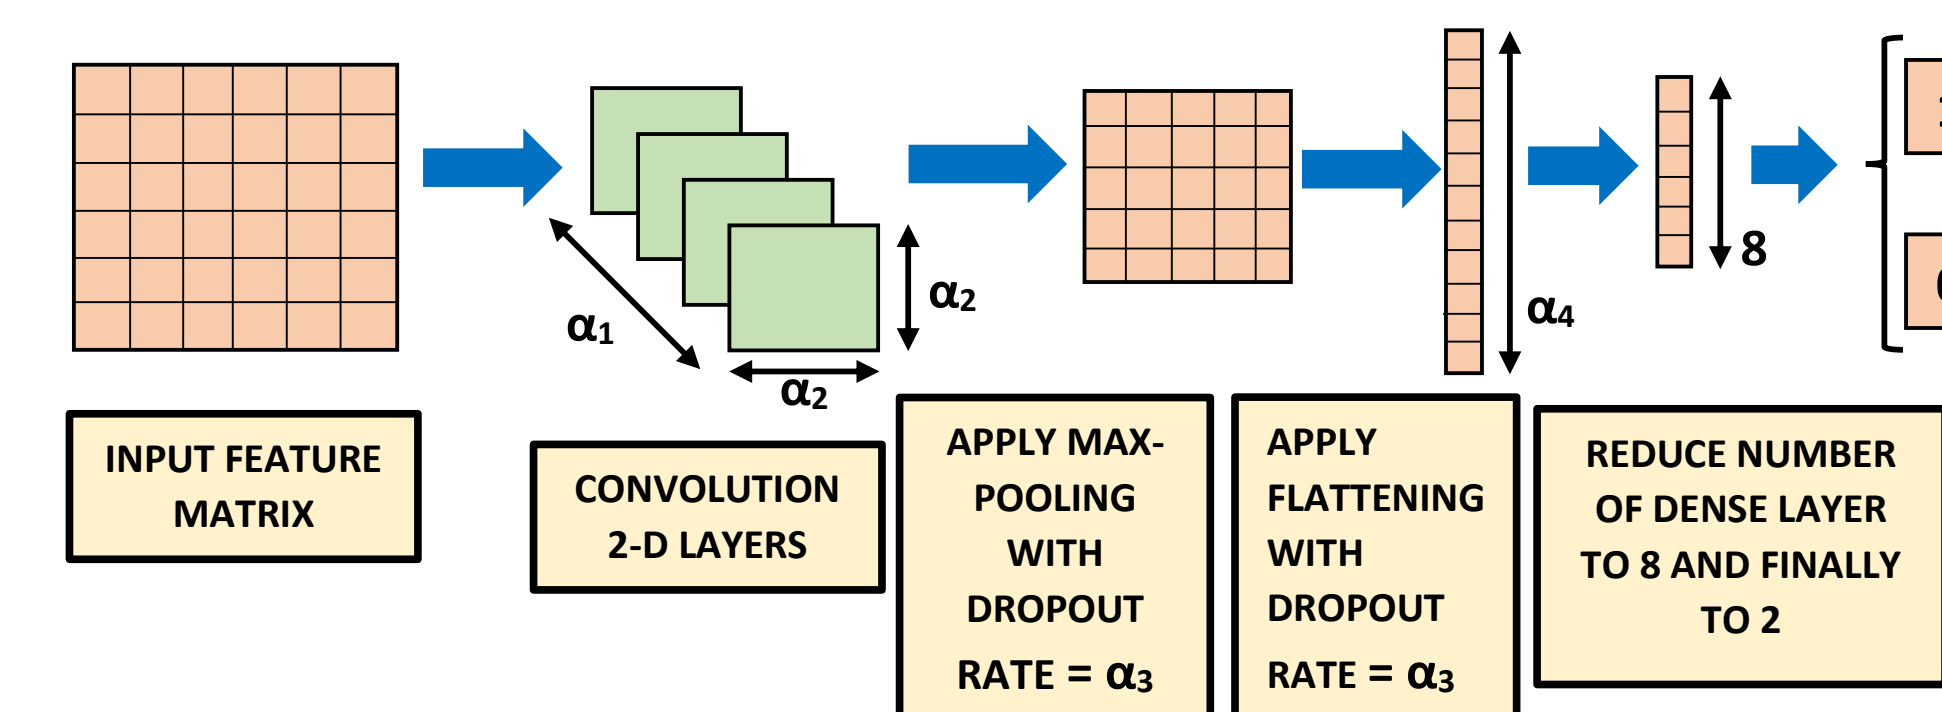 α1
α2
α2
α4
8
INPUT FEATURE
MATRIX
CONVOLUTION
2-D LAYERS
APPLY MAX-
POOLING
WITH
DROPOUT
RATE = α3
APPLY
FLATTENING
WITH
DROPOUT
RATE = α3
REDUCE NUMBER
OF DENSE LAYER
TO 8 AND FINALLY
TO 2